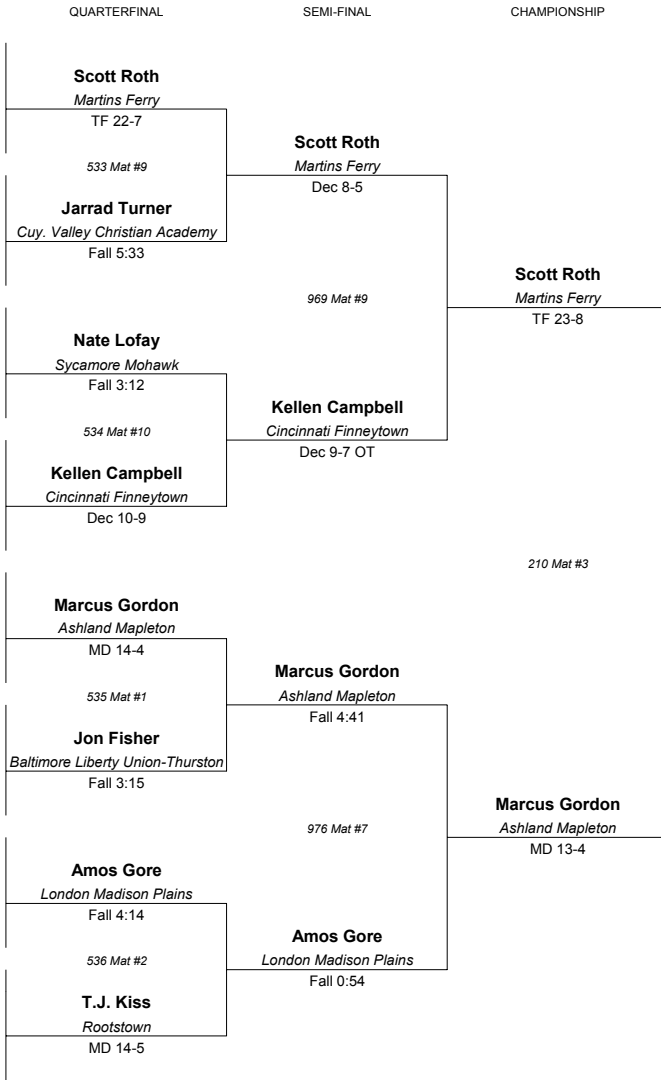 QUARTERFINAL SEMI-FINAL CHAMPIONSHIP
Scott Roth
Martins Ferry
TF 22-7
533 Mat #9
Jarrad Turner
Cuy. Valley Christian Academy
Fall 5:33
Scott Roth
Martins Ferry
Dec 8-5
Nate Lofay
Sycamore Mohawk
Fall 3:12
534 Mat #10
Kellen Campbell
Cincinnati Finneytown
Dec 10-9
969 Mat #9
Kellen Campbell
Cincinnati Finneytown
Dec 9-7 OT
Scott Roth
Martins Ferry
TF 23-8
210 Mat #3
Marcus Gordon
Ashland Mapleton
MD 14-4
535 Mat #1
Jon Fisher
Baltimore Liberty Union-Thurston
Fall 3:15
Marcus Gordon
Ashland Mapleton
Fall 4:41
976 Mat #7
Amos Gore
London Madison Plains
Fall 4:14
536 Mat #2
T.J. Kiss
Rootstown
MD 14-5
Amos Gore
London Madison Plains
Fall 0:54
Marcus Gordon
Ashland Mapleton
MD 13-4